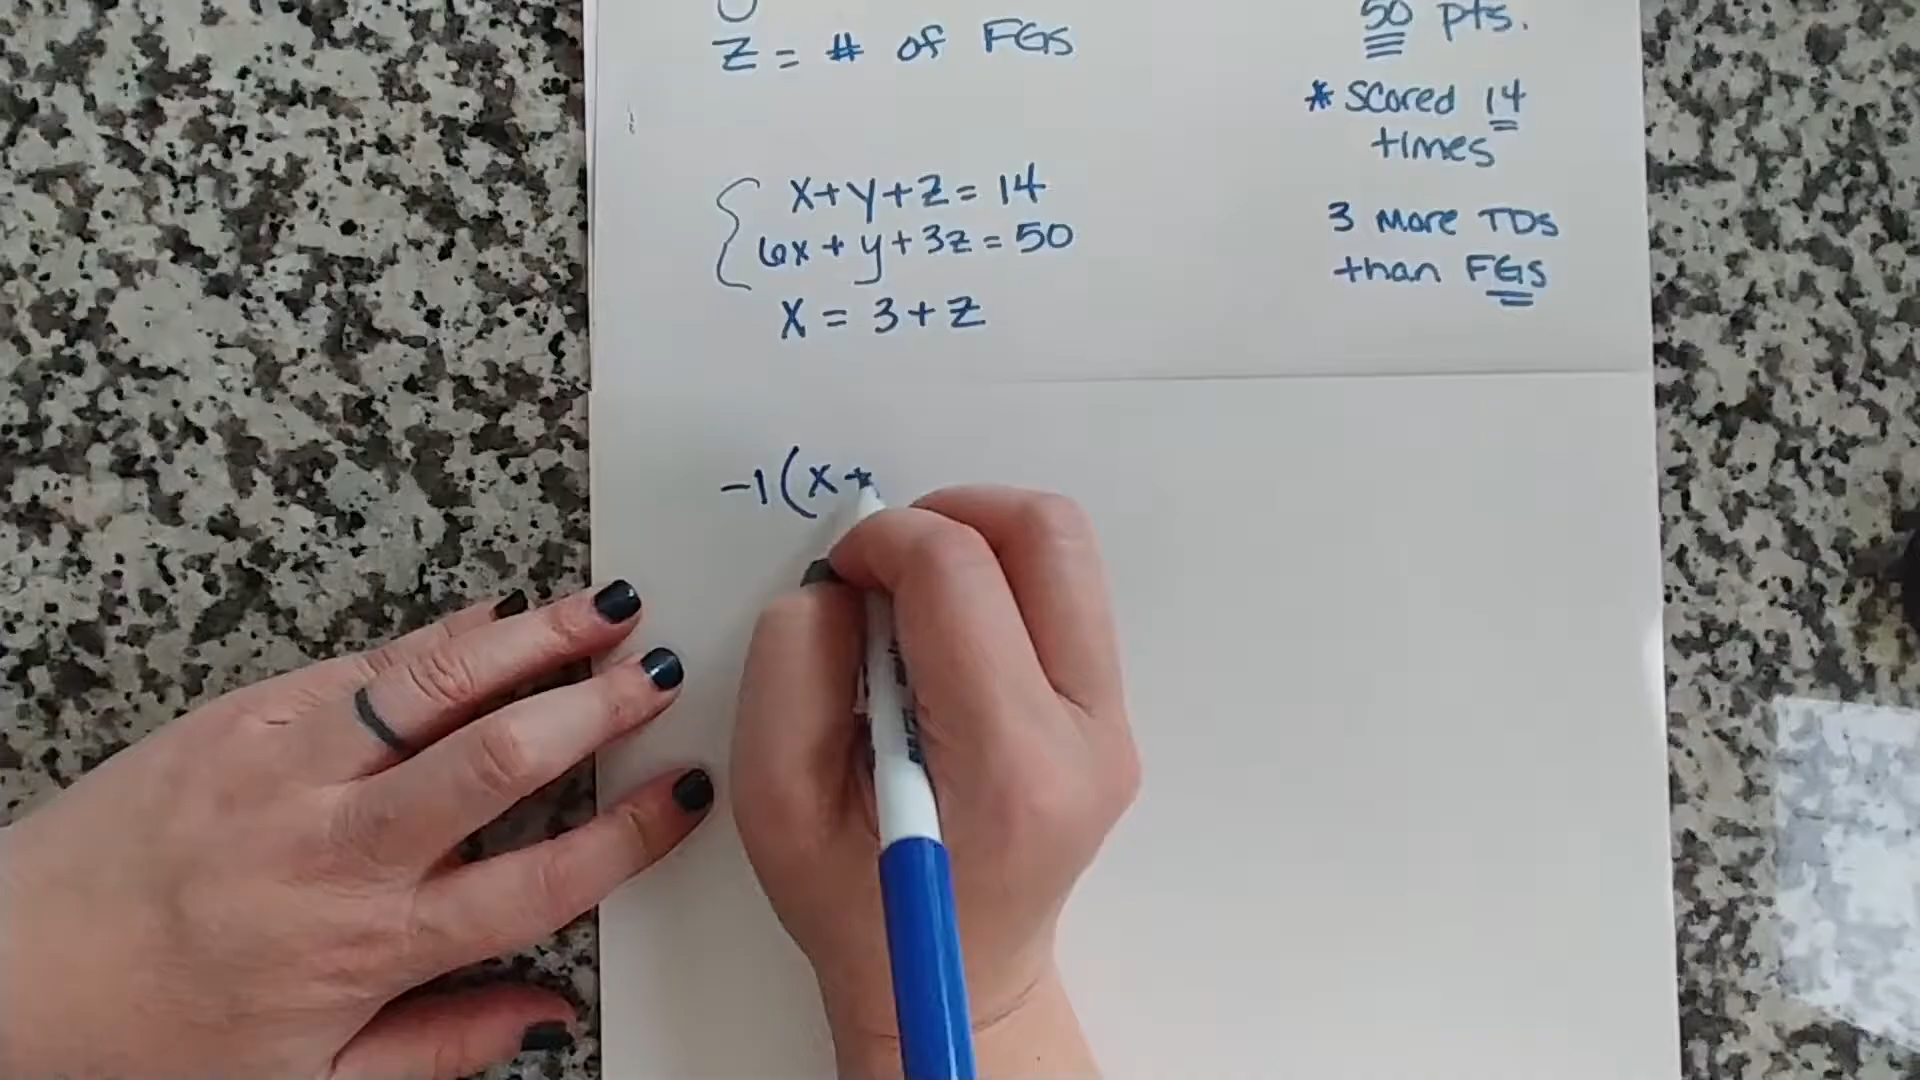 z = # of FGs
50 pts.
* Scored 14
times
3 More TDs
than FGs
x+y+z=14
6x+y+3z=50
x = 3+z
-1(x+